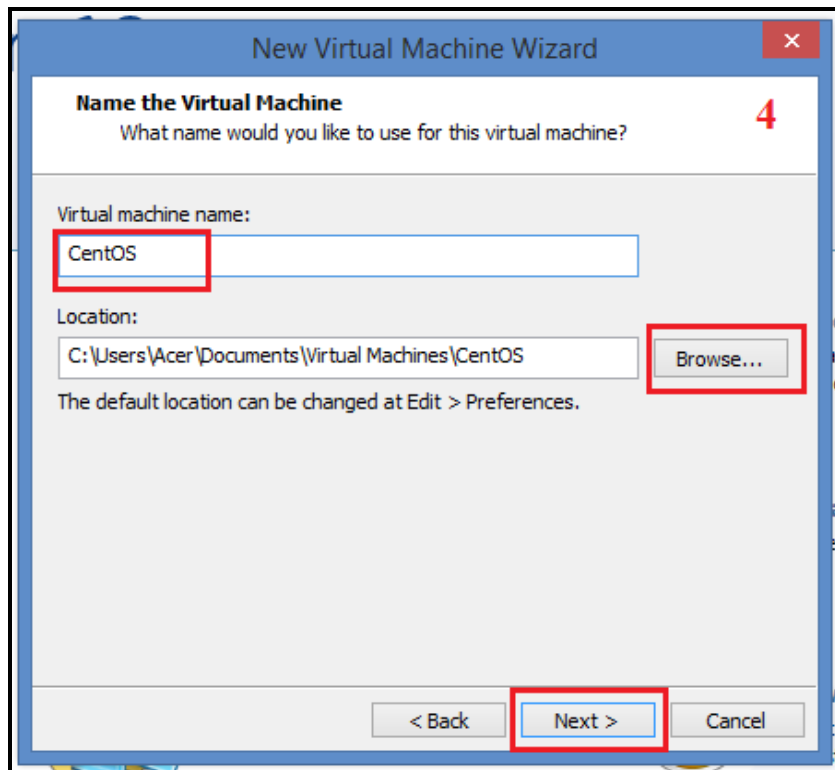 New Virtual Machine Wizard
Name the Virtual Machine
What name would you like to use for this virtual machine?
4
Virtual machine name:
CentOS
Location:
C:\Users\Acer\Documents\Virtual Machines\CentOS
Browse...
The default location can be changed at Edit > Preferences.
< Back
Next >
Cancel